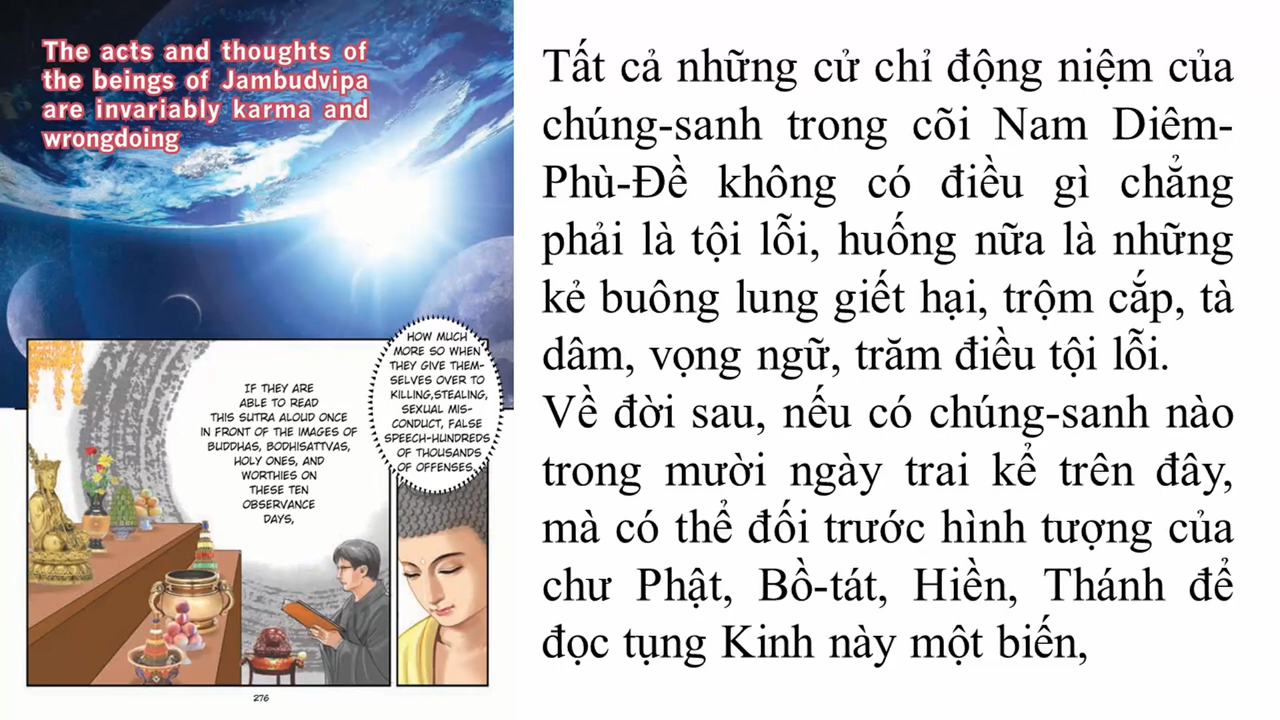 The acts and thoughts of
the beings of Jambudvipa
are invariably karma and
wrongdoing
HOW MUCH
MORE SO WHEN
THEY GIVE THEM-
SELVES OVER TO
KILLING,STEALING,
SEXUAL MIS-
CONDUCT, FALSE
SPEECH-HUNDREDS
OF THOUSANDS
OF OFFENSES.
IF THEY ARE
ABLE TO READ
THIS SUTRA ALOUD ONCE
IN FRONT OF THE IMAGES OF
BUDDHAS, BODHISATTVAS,
HOLY ONES, AND
WORTHIES ON
THESE TEN
OBSERVANCE
DAYS,
276
Tất cả những cử chỉ động niệm của
chúng-sanh trong cõi Nam Diêm-
Phù-Đề không có điều gì chẳng
phải là tội lỗi, huống nữa là những
kẻ buông lung giết hại, trộm cắp, tà
dâm, vọng ngữ, trăm điều tội lỗi.
Về đời sau, nếu có chúng-sanh nào
trong mười ngày trai kể trên đây,
mà có thể đối trước hình tượng của
chư Phật, Bồ-tát, Hiền, Thánh để
đọc tụng Kinh này một biến,